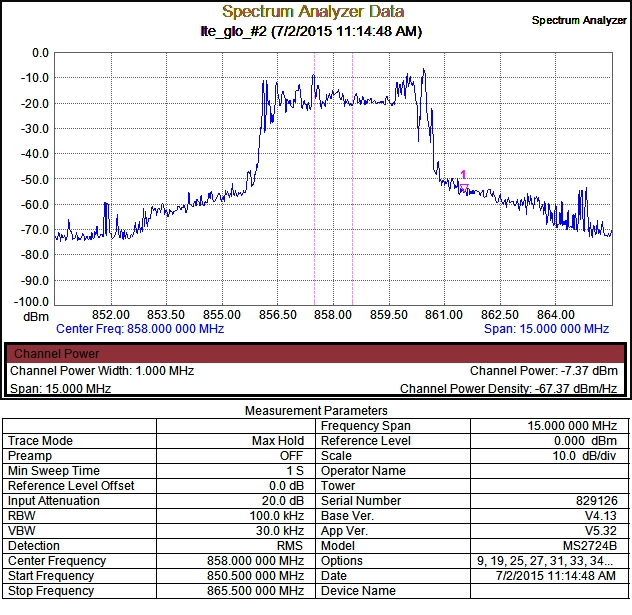 Spectrum Analyzer Data
Spectrum Analyzer
lte_glo_#2 (7/2/2015 11:14:48 AM)
0.0
-10.0
-20.0
-30.0
-40.0
1
-50.0
-60.0
-70.0
-80.0
-90.0
-100.0
dBm 852.00 853.50 855.00 856.50 858.00 859.50 861.00 862.50 864.00
Center Freq: 858.000 000 MHz Span: 15.000 000 MHz
Channel Power
Channel Power Width: 1.000 MHz Channel Power: -7.37 dBm
Span: 15.000 MHz Channel Power Density: -67.37 dBm/Hz
Measurement Parameters
Frequency Span 15.000 000 MHz
Trace Mode Max Hold Reference Level 0.000 dBm
Preamp OFF Scale 10.0 dB/div
Min Sweep Time 1 S Operator Name
Reference Level Offset 0.0 dB Tower
Input Attenuation 20.0 dB Serial Number 829126
RBW 100.0 kHz Base Ver. V4.13
VBW 30.0 kHz App Ver. V5.32
Detection RMS Model MS2724B
Center Frequency 858.000 000 MHz Options 9, 19, 25, 27, 31, 33, 34...
Start Frequency 850.500 000 MHz Date 7/2/2015 11:14:48 AM
Stop Frequency 865.500 000 MHz Device Name